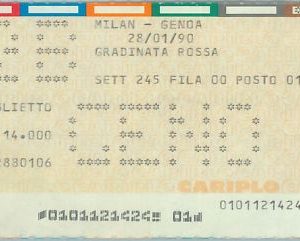 MILAN - GENOA
28/01/90
GRADINATA ROSSA
SETT 245 FILA 00 POSTO 01
GLIETTO
14.000
2880106
CARIPLO
0101121424
0101121424 01